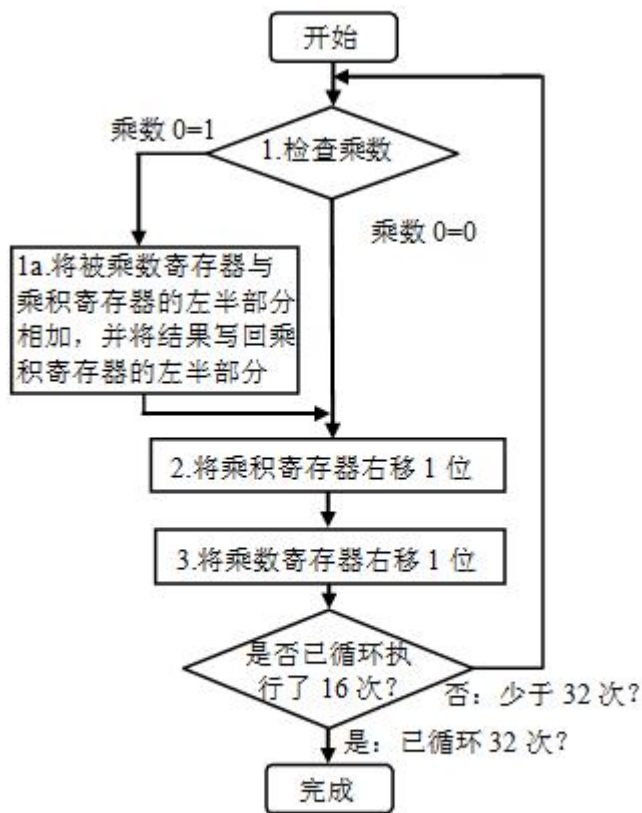 开始
乘数 0=1
1.检查乘数
乘数 0=0
1a.将被乘数寄存器与
乘积寄存器的左半部分
相加，并将结果写回乘
积寄存器的左半部分
2.将乘积寄存器右移 1 位
3.将乘数寄存器右移 1 位
是否已循环执
行了 16 次？
否：少于 32 次？
是：已循环 32 次？
完成